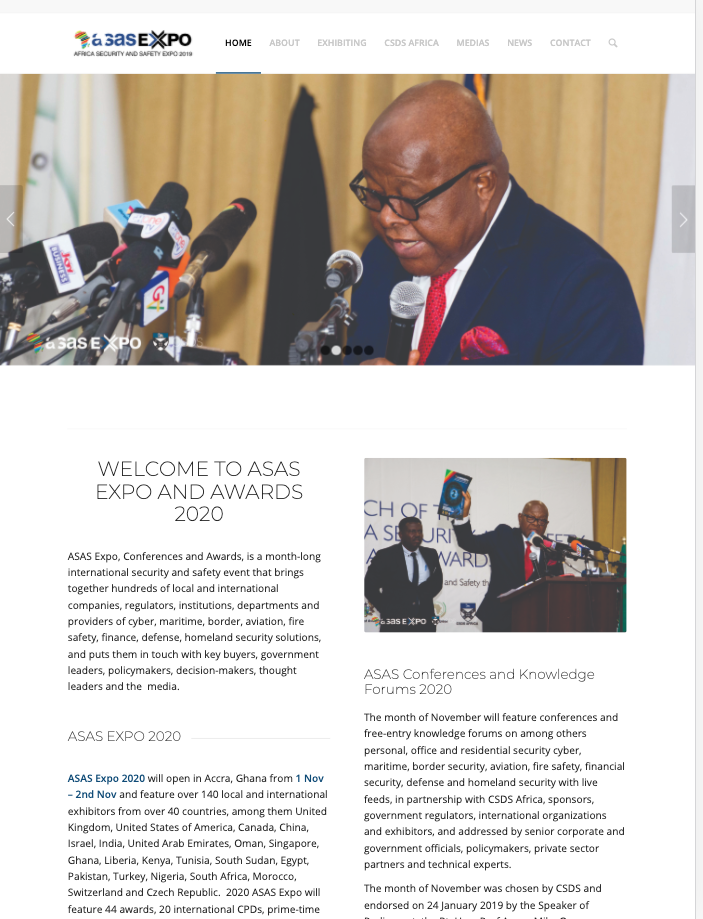 asasEXPO
AFRICA SECURITY AND SAFETY EXPO 2019
HOME ABOUT EXHIBITING CSDS AFRICA MEDIAS NEWS CONTACT
Joy
BUSINESS
asas EXPO
WELCOME TO ASAS
EXPO AND AWARDS
2020
ASAS Expo, Conferences and Awards, is a month-long
international security and safety event that brings
together hundreds of local and international
companies, regulators, institutions, departments and
providers of cyber, maritime, border, aviation, fire
safety, finance, defense, homeland security solutions,
and puts them in touch with key buyers, government
leaders, policymakers, decision-makers, thought
leaders and the media.
ASAS EXPO 2020
ASAS Expo 2020 will open in Accra, Ghana from 1 Nov
– 2nd Nov and feature over 140 local and international
exhibitors from over 40 countries, among them United
Kingdom, United States of America, Canada, China,
Israel, India, United Arab Emirates, Oman, Singapore,
Ghana, Liberia, Kenya, Tunisia, South Sudan, Egypt,
Pakistan, Turkey, Nigeria, South Africa, Morocco,
Switzerland and Czech Republic. 2020 ASAS Expo will
feature 44 awards, 20 international CPDs, prime-time
CH OF T
A SECURI
AWARD
and Safety th
asas EXPO
ASAS Conferences and Knowledge
Forums 2020
The month of November will feature conferences and
free-entry knowledge forums on among others
personal, office and residential security cyber,
maritime, border security, aviation, fire safety, financial
security, defense and homeland security with live
feeds, in partnership with CSDS Africa, sponsors,
government regulators, international organizations
and exhibitors, and addressed by senior corporate and
government officials, policymakers, private sector
partners and technical experts.
The month of November was chosen by CSDS and
endorsed on 24 January 2019 by the Speaker of